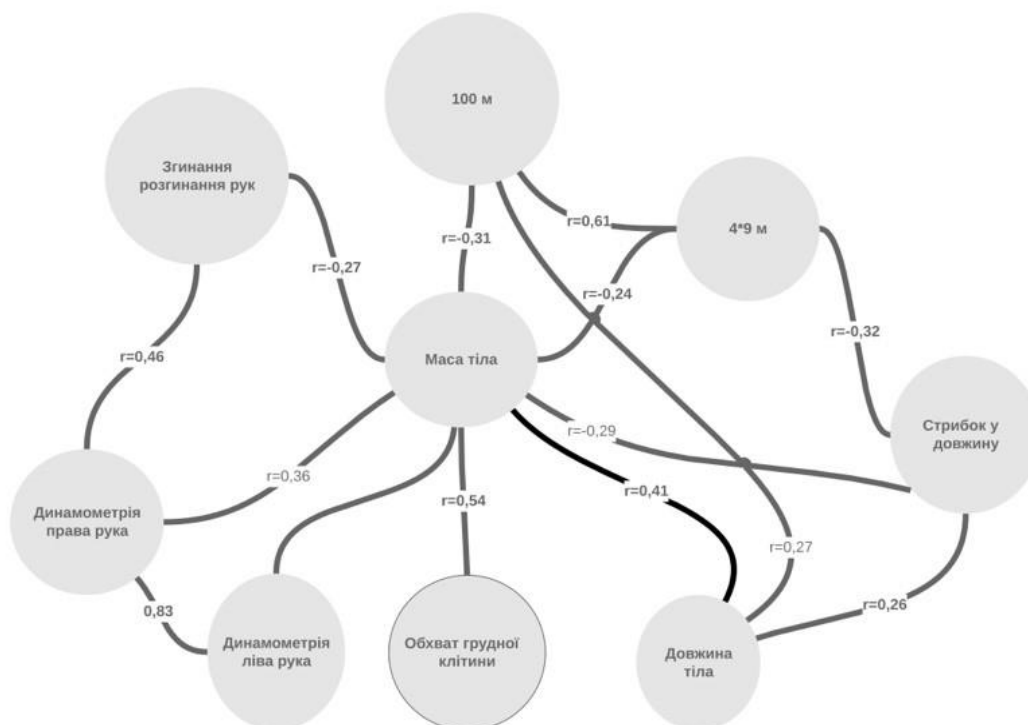 100 м
Згинання
розгинання рук
r=0,61
4*9 м
r=-0,31
r=-0,27
r=-0,24
r=-0,32
r=0,46
Маса тіла
Стрибок у
довжину
r=-0,29
r=0,36
r=0,54
r=0,41
Динамометрія
права рука
r=0,27
0,83
r=0,26
Динамометрія
ліва рука
Обхват грудної
клітини
Довжина
тіла